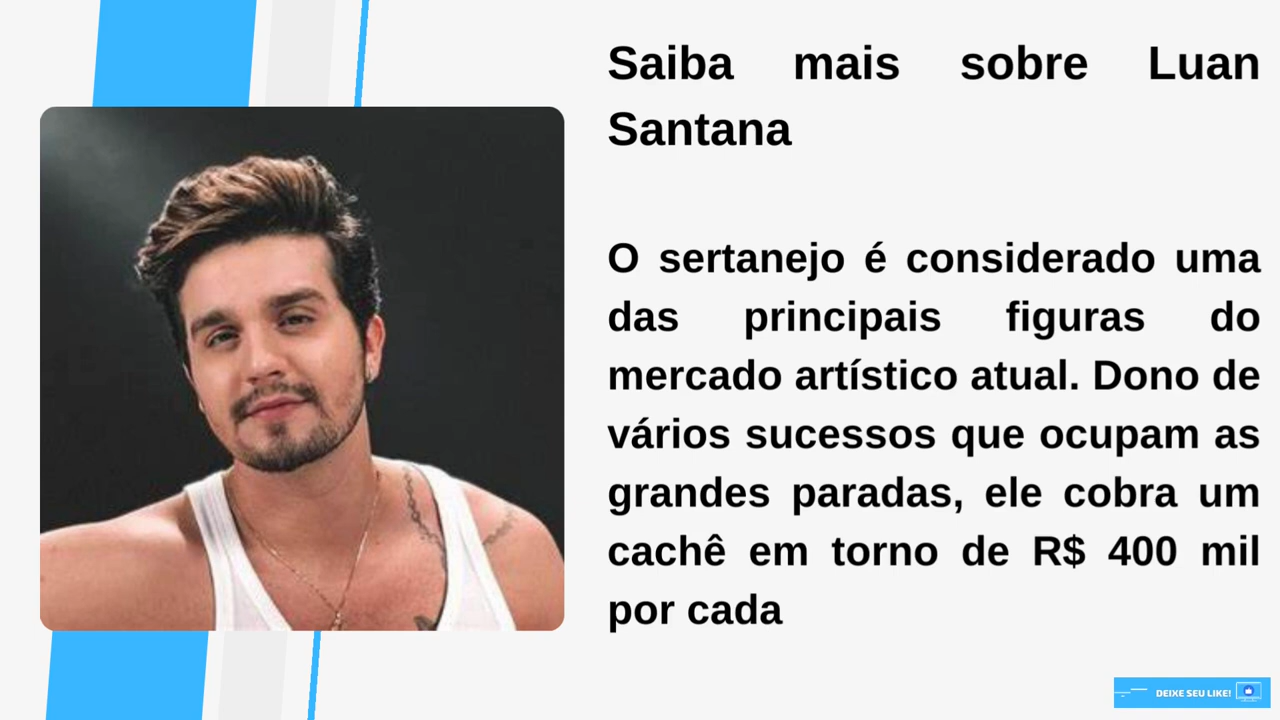 Saiba mais sobre Luan
Santana
O sertanejo é considerado uma
das principais figuras do
mercado artístico atual. Dono de
vários sucessos que ocupam as
grandes paradas, ele cobra um
cachê em torno de R$ 400 mil
por cada
DEIXE SEU LIKE!